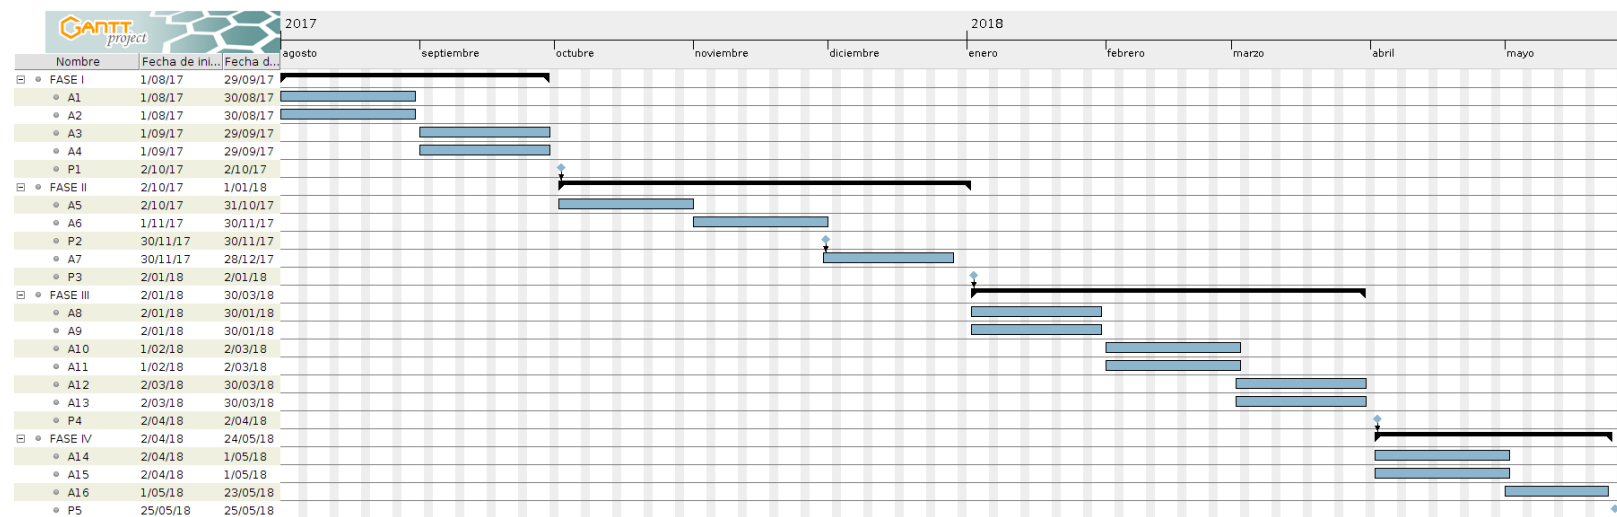 GANTT
project
2017
2018
agosto septiembre octubre noviembre diciembre enero febrero marzo abril mayo
Nombre Fecha de ini... Fecha d...
FASE I 1/08/17 29/09/17
A1 1/08/17 30/08/17
A2 1/08/17 30/08/17
A3 1/09/17 29/09/17
A4 1/09/17 29/09/17
P1 2/10/17 2/10/17
FASE II 2/10/17 1/01/18
A5 2/10/17 31/10/17
A6 1/11/17 30/11/17
P2 30/11/17 30/11/17
A7 30/11/17 28/12/17
P3 2/01/18 2/01/18
FASE III 2/01/18 30/03/18
A8 2/01/18 30/01/18
A9 2/01/18 30/01/18
A10 1/02/18 2/03/18
A11 1/02/18 2/03/18
A12 2/03/18 30/03/18
A13 2/03/18 30/03/18
P4 2/04/18 2/04/18
FASE IV 2/04/18 24/05/18
A14 2/04/18 1/05/18
A15 2/04/18 1/05/18
A16 1/05/18 23/05/18
P5 25/05/18 25/05/18